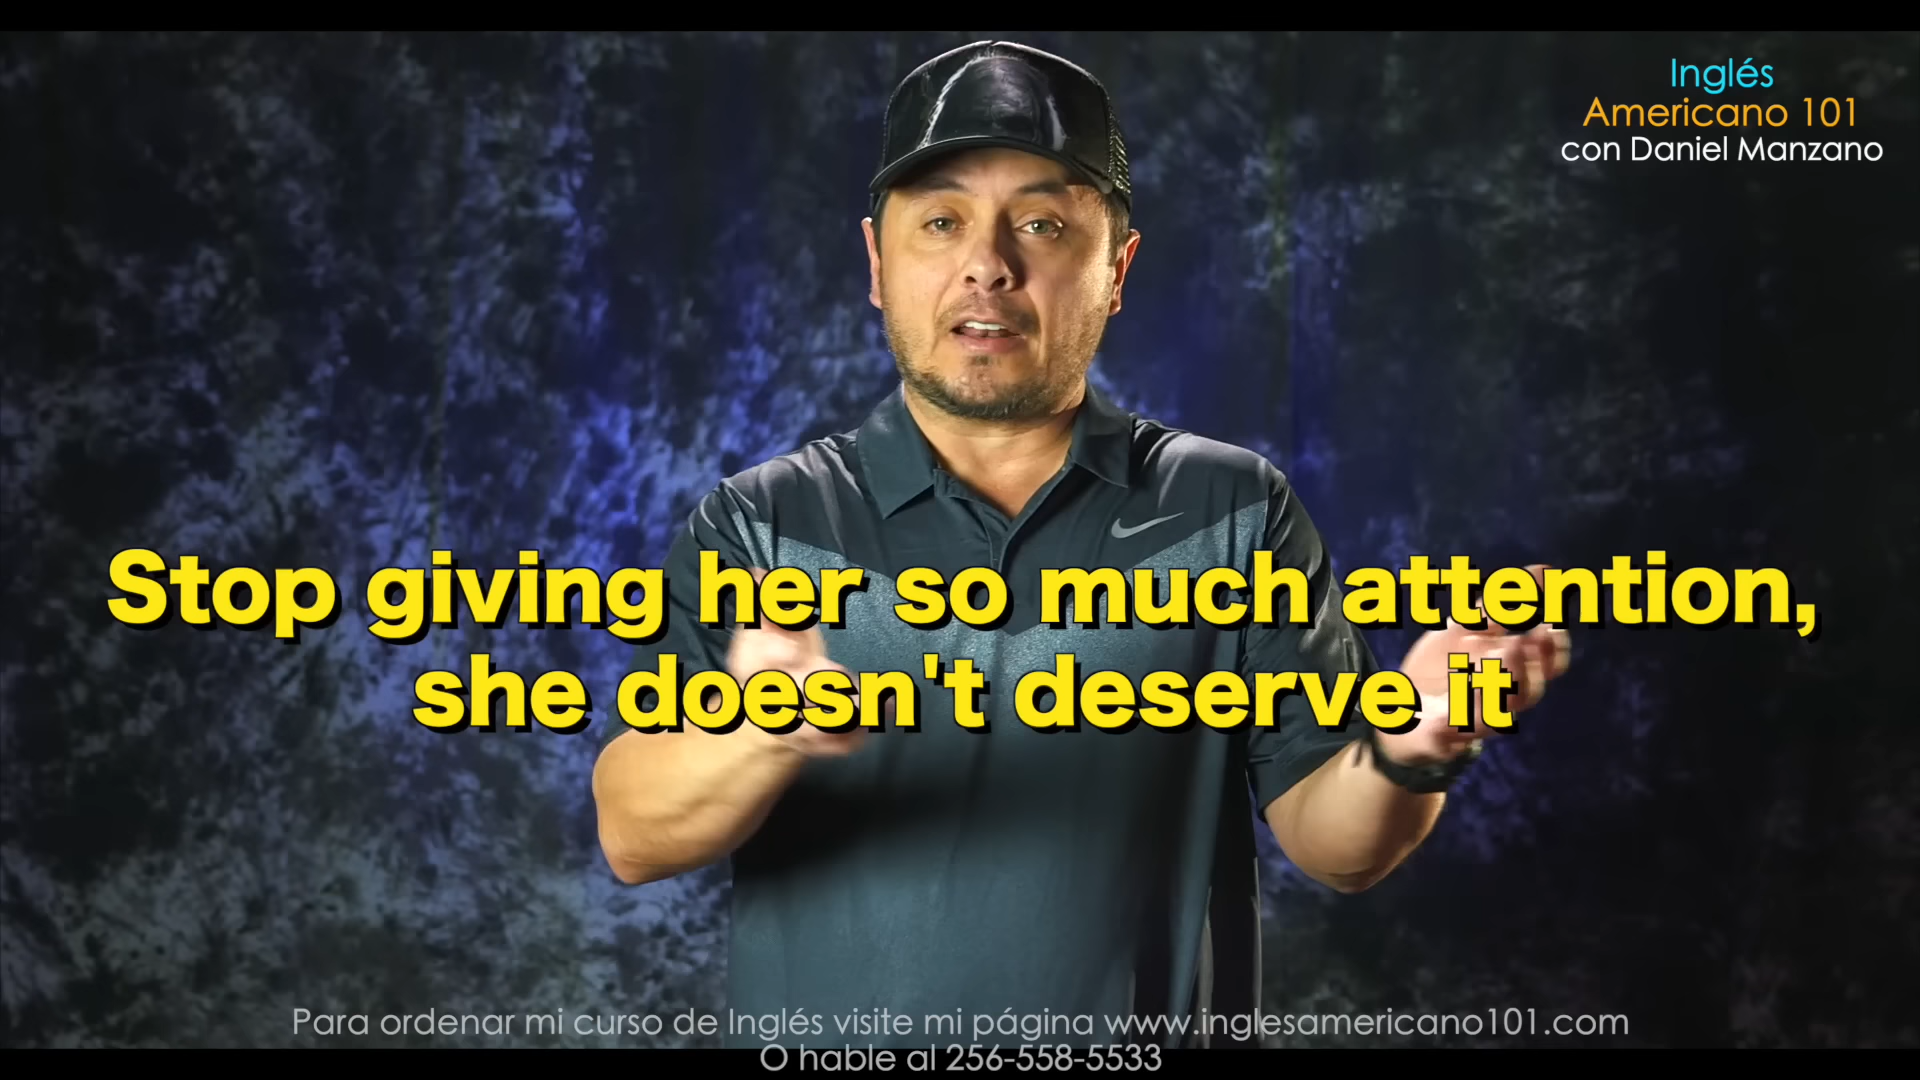 Inglés
Americano 101
con Daniel Manzano
Stop giving her so much attention,
she doesn't deserve it
Para ordenar mi curso de Inglés visite mi página www.inglesamericano101.com
O hable al 256-558-5533